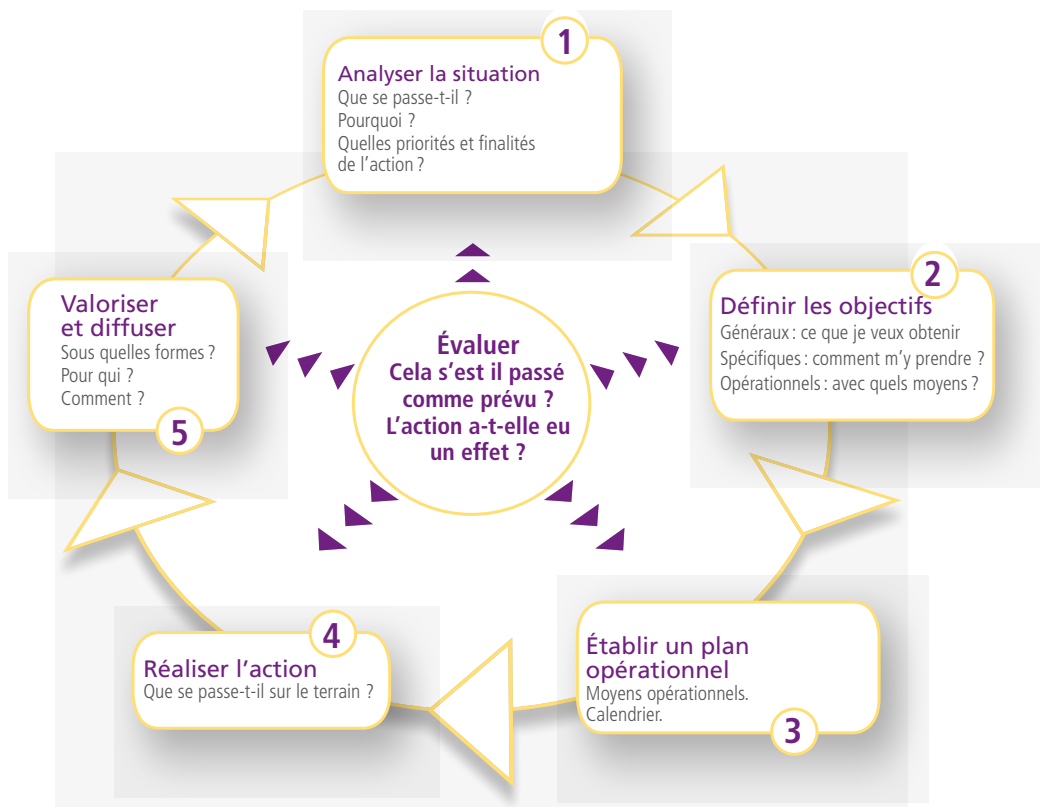 1
Analyser la situation
Que se passe-t-il ?
Pourquoi ?
Quelles priorités et finalités
de l'action ?
2
Définir les objectifs
Généraux : ce que je veux obtenir
Spécifiques : comment m'y prendre ?
Opérationnels : avec quels moyens ?
Établir un plan
opérationnel
Moyens opérationnels.
Calendrier.
3
4
Réaliser l'action
Que se passe-t-il sur le terrain ?
Valoriser
et diffuser
Sous quelles formes ?
Pour qui ?
Comment ?
5
Évaluer
Cela s'est il passé
comme prévu ?
L'action a-t-elle eu
un effet ?